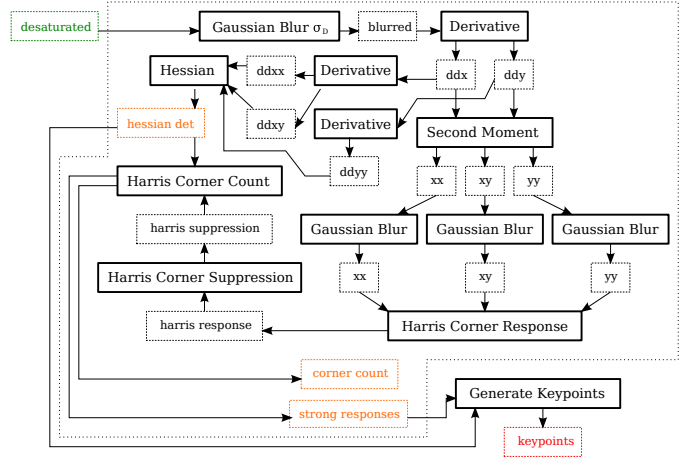 desaturated
Gaussian Blur σD
blurred
Derivative
Hessian
ddxx
Derivative
ddx
ddy
hessian det
ddxy
Derivative
Second Moment
ddyy
Harris Corner Count
xx
xy
yy
harris suppression
Gaussian Blur
Gaussian Blur
Gaussian Blur
Harris Corner Suppression
xx
xy
yy
harris response
Harris Corner Response
corner count
Generate Keypoints
strong responses
keypoints